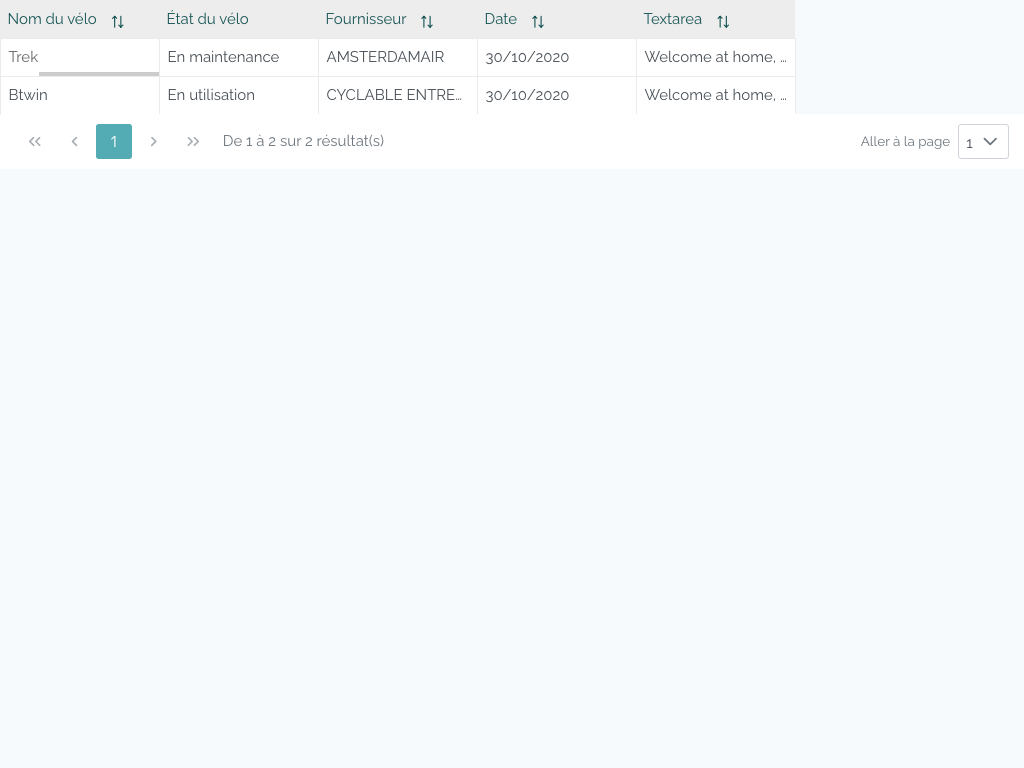 Nom du vélo État du vélo Fournisseur Date Textarea
Trek En maintenance AMSTERDAMAIR 30/10/2020 Welcome at home, ...
Btwin En utilisation CYCLABLE ENTRE... 30/10/2020 Welcome at home, ...
1 De 1 à 2 sur 2 résultat(s) Aller à la page 1